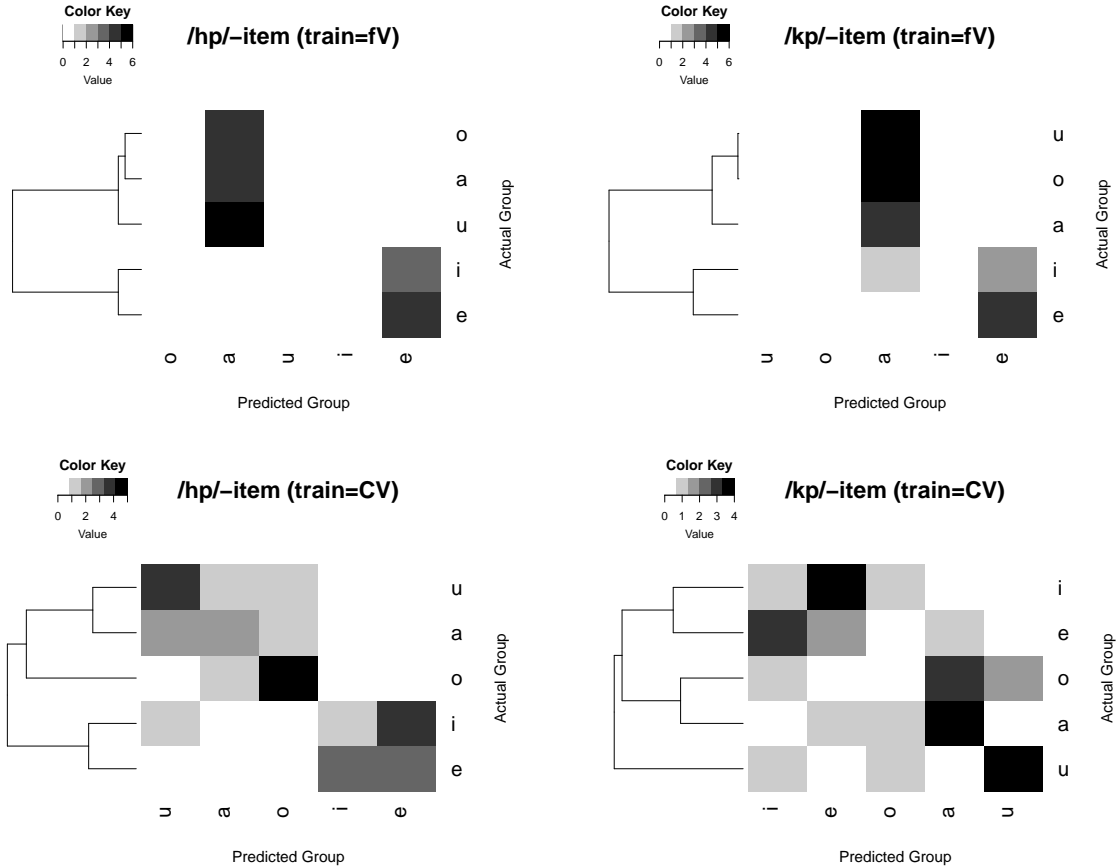 Color Key
0 2 4 6
Value
/hp/−item (train=fV)
o
a
u
i
e
Actual Group
o a u i e
Predicted Group
Color Key
0 2 4 6
Value
/kp/−item (train=fV)
u
o
a
i
e
Actual Group
u o a i e
Predicted Group
Color Key
0 2 4
Value
/hp/−item (train=CV)
u
a
o
i
e
Actual Group
u a o i e
Predicted Group
Color Key
0 1 2 3 4
Value
/kp/−item (train=CV)
i
e
o
a
u
Actual Group
i e o a u
Predicted Group